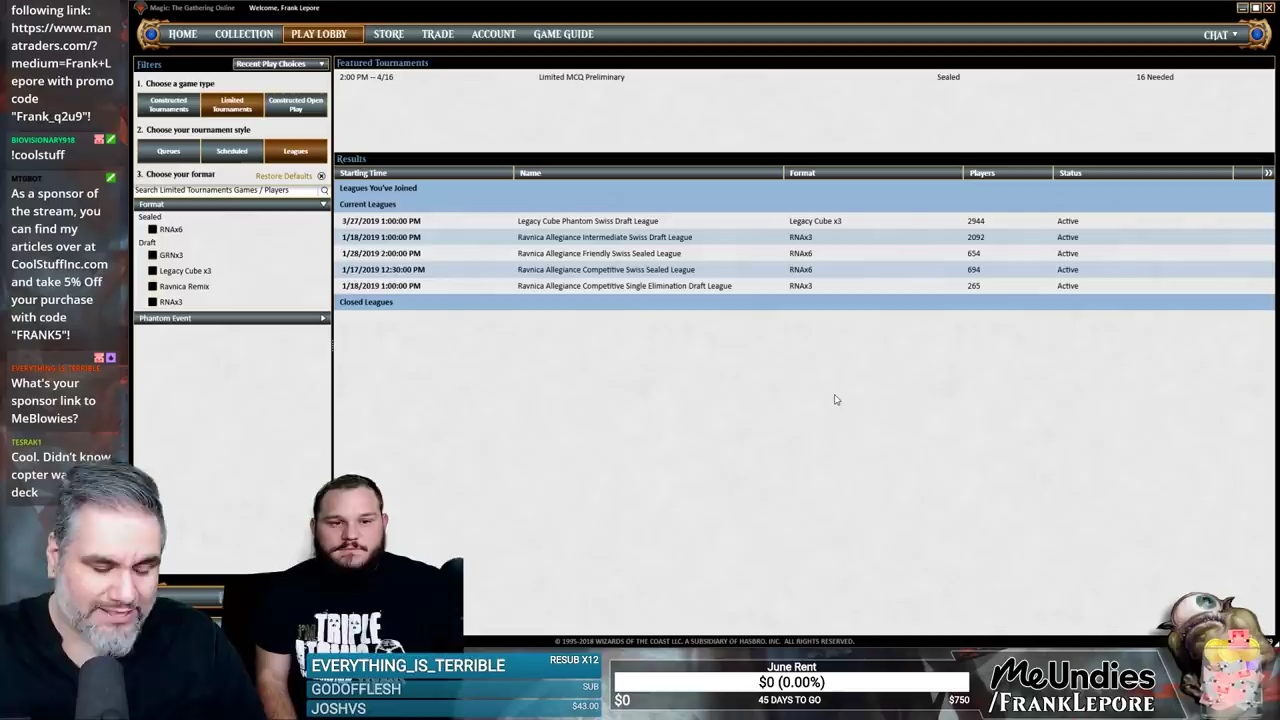 following link:
https://www.man
atraders.com/?
medium=Frank+L
epore with promo
code
"Frank_q2u9"!
BIOVISIONARY918
!coolstuff
MTGBOT
As a sponsor of
the stream, you
can find my
articles over at
CoolStuffInc.com
and take 5% Off
your purchase
with code
"FRANK5"!
EVERYTHING_IS_TERRIBLE
What's your
sponsor link to
MeBlowies?
TESRAK1
Cool. Didn't know
copter wa
deck
Magic: The Gathering Online Welcome, Frank Lepore
HOME COLLECTION PLAY LOBBY STORE TRADE ACCOUNT GAME GUIDE CHAT
Filters Recent Play Choices
1. Choose a game type
Constructed Tournaments Limited Tournaments Constructed Open Play
2. Choose your tournament style
Queues Scheduled Leagues
3. Choose your format Restore Defaults
Search Limited Tournaments Games / Players
Format
Sealed
RNAx6
Draft
GRNx3
Legacy Cube x3
Ravnica Remix
RNAx3
Phantom Event
Featured Tournaments
2:00 PM -- 4/16 Limited MCQ Preliminary Sealed 16 Needed
Results
Starting Time Name Format Players Status
Leagues You've Joined
Current Leagues
3/27/2019 1:00:00 PM Legacy Cube Phantom Swiss Draft League Legacy Cube x3 2944 Active
1/18/2019 1:00:00 PM Ravnica Allegiance Intermediate Swiss Draft League RNAx3 2092 Active
1/28/2019 2:00:00 PM Ravnica Allegiance Friendly Swiss Sealed League RNAx6 654 Active
1/17/2019 12:30:00 PM Ravnica Allegiance Competitive Swiss Sealed League RNAx6 694 Active
1/18/2019 1:00:00 PM Ravnica Allegiance Competitive Single Elimination Draft League RNAx3 265 Active
Closed Leagues
© 1995-2018 WIZARDS OF THE COAST LLC. A SUBSIDIARY OF HASBRO, INC. ALL RIGHTS RESERVED.
TRIPLE
EVERYTHING_IS_TERRIBLE RESUB X12
GODOFFLESH SUB
JOSHVS $43.00
June Rent
$0 (0.00%)
$0 45 DAYS TO GO $750
MeUndies
/FRANKLEPORE